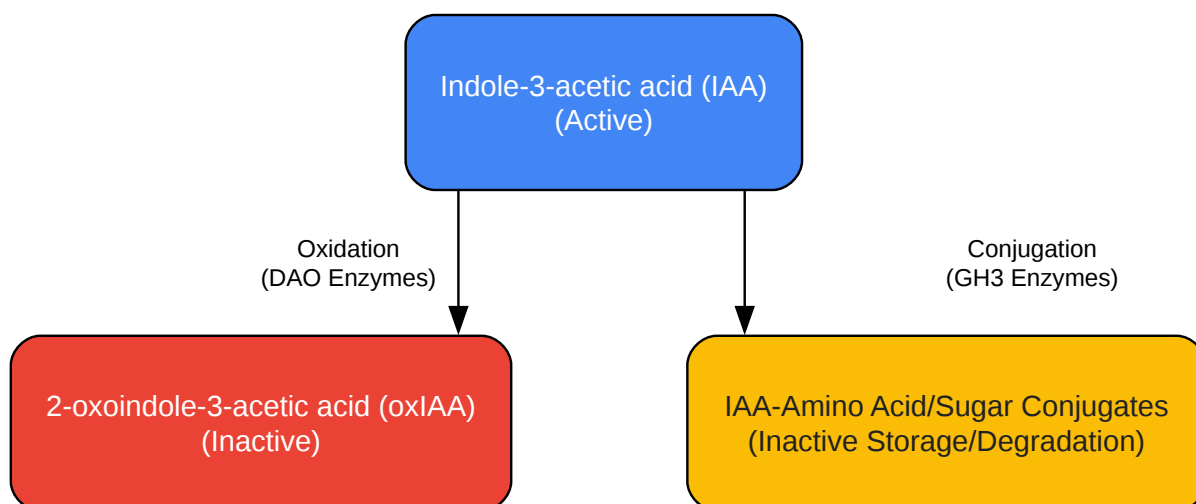 Indole-3-acetic acid (IAA)
(Active)
Oxidation
(DAO Enzymes)
Conjugation
(GH3 Enzymes)
2-oxoindole-3-acetic acid (oxIAA)
(Inactive)
IAA-Amino Acid/Sugar Conjugates
(Inactive Storage/Degradation)